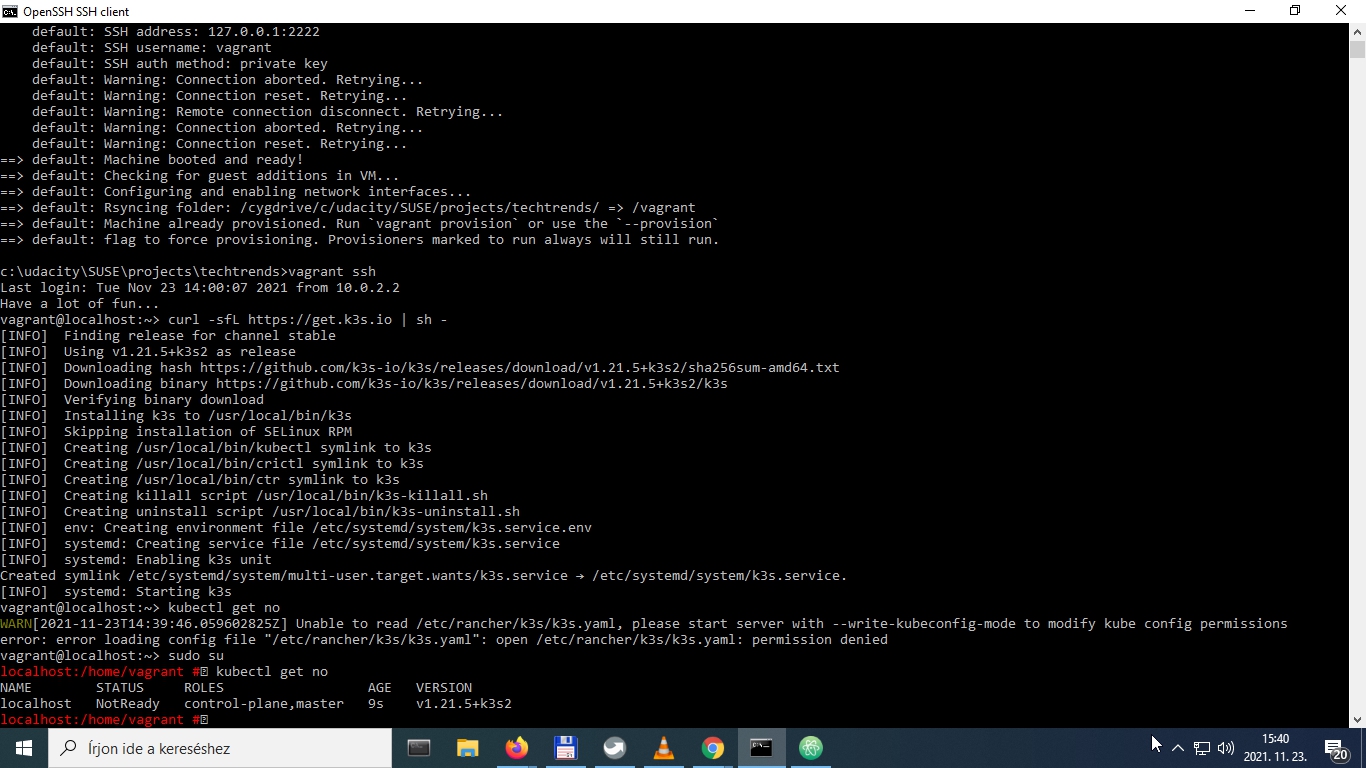 OpenSSH SSH client
    default: SSH address: 127.0.0.1:2222
    default: SSH username: vagrant
    default: SSH auth method: private key
    default: Warning: Connection aborted. Retrying...
    default: Warning: Connection reset. Retrying...
    default: Warning: Remote connection disconnect. Retrying...
    default: Warning: Connection aborted. Retrying...
    default: Warning: Connection reset. Retrying...
==> default: Machine booted and ready!
==> default: Checking for guest additions in VM...
==> default: Configuring and enabling network interfaces...
==> default: Rsyncing folder: /cygdrive/c/udacity/SUSE/projects/techtrends/ => /vagrant
==> default: Machine already provisioned. Run `vagrant provision` or use the `--provision`
==> default: flag to force provisioning. Provisioners marked to run always will still run.
c:\udacity\SUSE\projects\techtrends>vagrant ssh
Last login: Tue Nov 23 14:00:07 2021 from 10.0.2.2
Have a lot of fun...
vagrant@localhost:~> curl -sfL https://get.k3s.io | sh -
[INFO]  Finding release for channel stable
[INFO]  Using v1.21.5+k3s2 as release
[INFO]  Downloading hash https://github.com/k3s-io/k3s/releases/download/v1.21.5+k3s2/sha256sum-amd64.txt
[INFO]  Downloading binary https://github.com/k3s-io/k3s/releases/download/v1.21.5+k3s2/k3s
[INFO]  Verifying binary download
[INFO]  Installing k3s to /usr/local/bin/k3s
[INFO]  Skipping installation of SELinux RPM
[INFO]  Creating /usr/local/bin/kubectl symlink to k3s
[INFO]  Creating /usr/local/bin/crictl symlink to k3s
[INFO]  Creating /usr/local/bin/ctr symlink to k3s
[INFO]  Creating killall script /usr/local/bin/k3s-killall.sh
[INFO]  Creating uninstall script /usr/local/bin/k3s-uninstall.sh
[INFO]  env: Creating environment file /etc/systemd/system/k3s.service.env
[INFO]  systemd: Creating service file /etc/systemd/system/k3s.service
[INFO]  systemd: Enabling k3s unit
Created symlink /etc/systemd/system/multi-user.target.wants/k3s.service → /etc/systemd/system/k3s.service.
[INFO]  systemd: Starting k3s
vagrant@localhost:~> kubectl get no
WARN[2021-11-23T14:39:46.059602825Z] Unable to read /etc/rancher/k3s/k3s.yaml, please start server with --write-kubeconfig-mode to modify kube config permissions
error: error loading config file "/etc/rancher/k3s/k3s.yaml": open /etc/rancher/k3s/k3s.yaml: permission denied
vagrant@localhost:~> sudo su
localhost:/home/vagrant # kubectl get no
NAME        STATUS     ROLES                  AGE   VERSION
localhost   NotReady   control-plane,master   9s    v1.21.5+k3s2
localhost:/home/vagrant #
Írjon ide a kereséshez
15:40
2021. 11. 23.
20